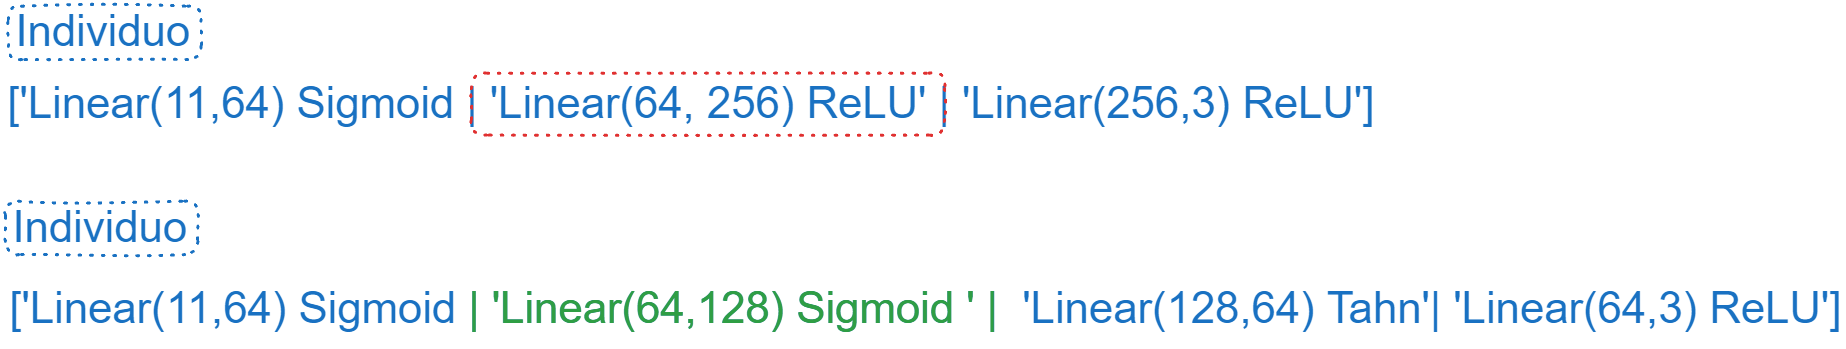 Individuo
['Linear(11,64) Sigmoid | 'Linear(64, 256) ReLU' | 'Linear(256,3) ReLU']
Individuo
['Linear(11,64) Sigmoid | 'Linear(64,128) Sigmoid ' | 'Linear(128,64) Tahn'| 'Linear(64,3) ReLU']